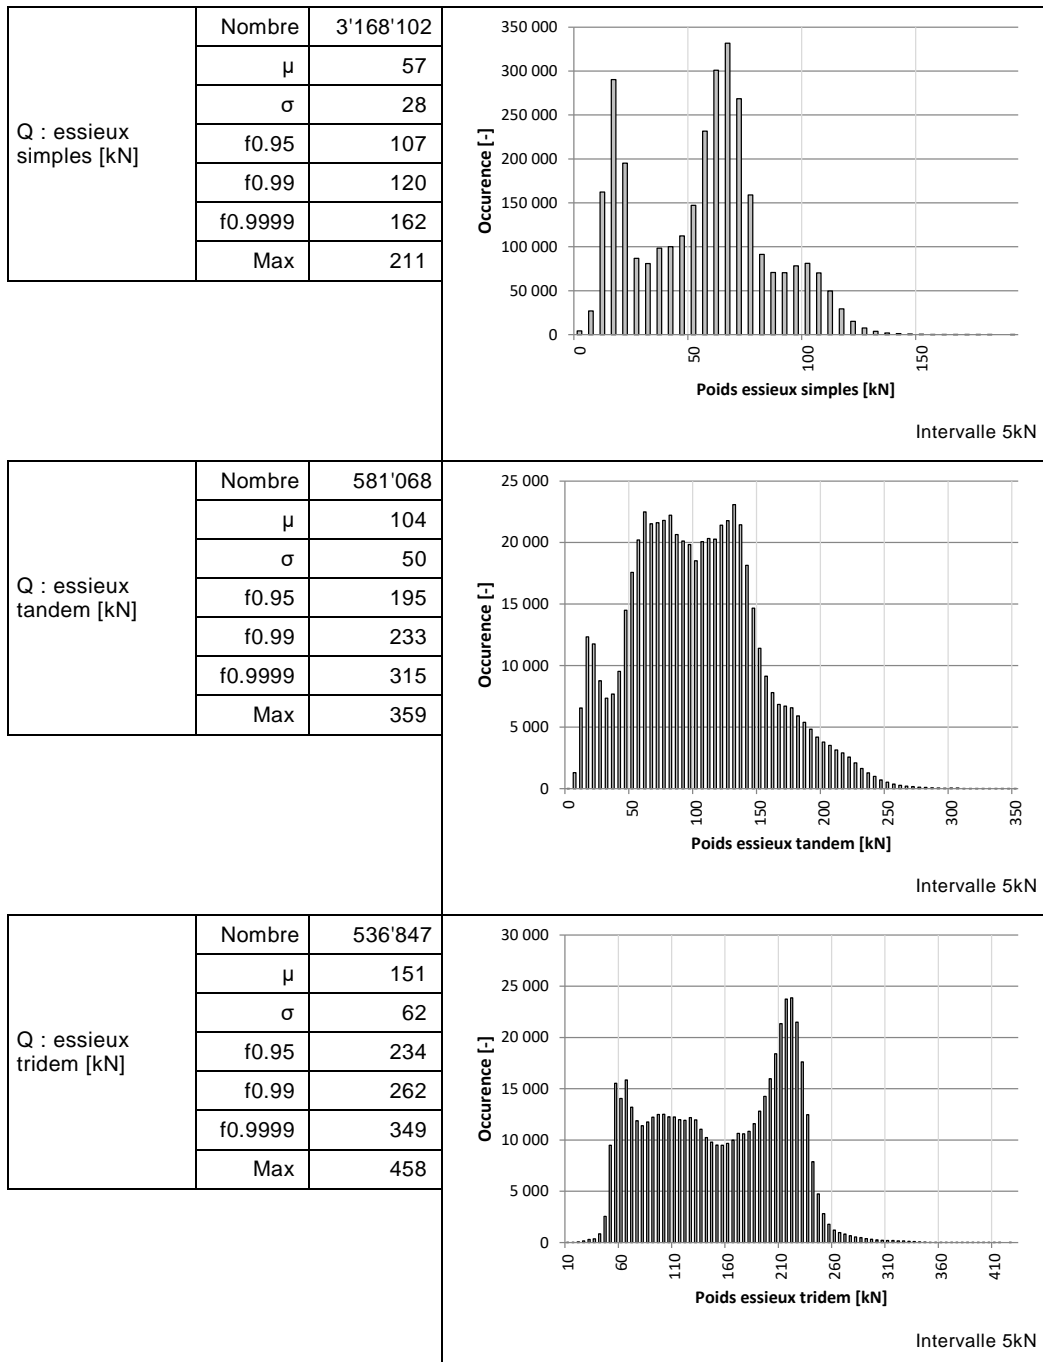 Q : essieux
simples [kN]
Nombre 3'168'102
µ 57
σ 28
f0.95 107
f0.99 120
f0.9999 162
Max 211
350 000
300 000
250 000
200 000
150 000
100 000
50 000
0
Occurence [-]
0 50 100 150
Poids essieux simples [kN]
Intervalle 5kN
Q : essieux
tandem [kN]
Nombre 581'068
µ 104
σ 50
f0.95 195
f0.99 233
f0.9999 315
Max 359
25 000
20 000
15 000
10 000
5 000
0
Occurence [-]
0 50 100 150 200 250 300 350
Poids essieux tandem [kN]
Intervalle 5kN
Q : essieux
tridem [kN]
Nombre 536'847
µ 151
σ 62
f0.95 234
f0.99 262
f0.9999 349
Max 458
30 000
25 000
20 000
15 000
10 000
5 000
0
Occurence [-]
10 60 110 160 210 260 310 360 410
Poids essieux tridem [kN]
Intervalle 5kN